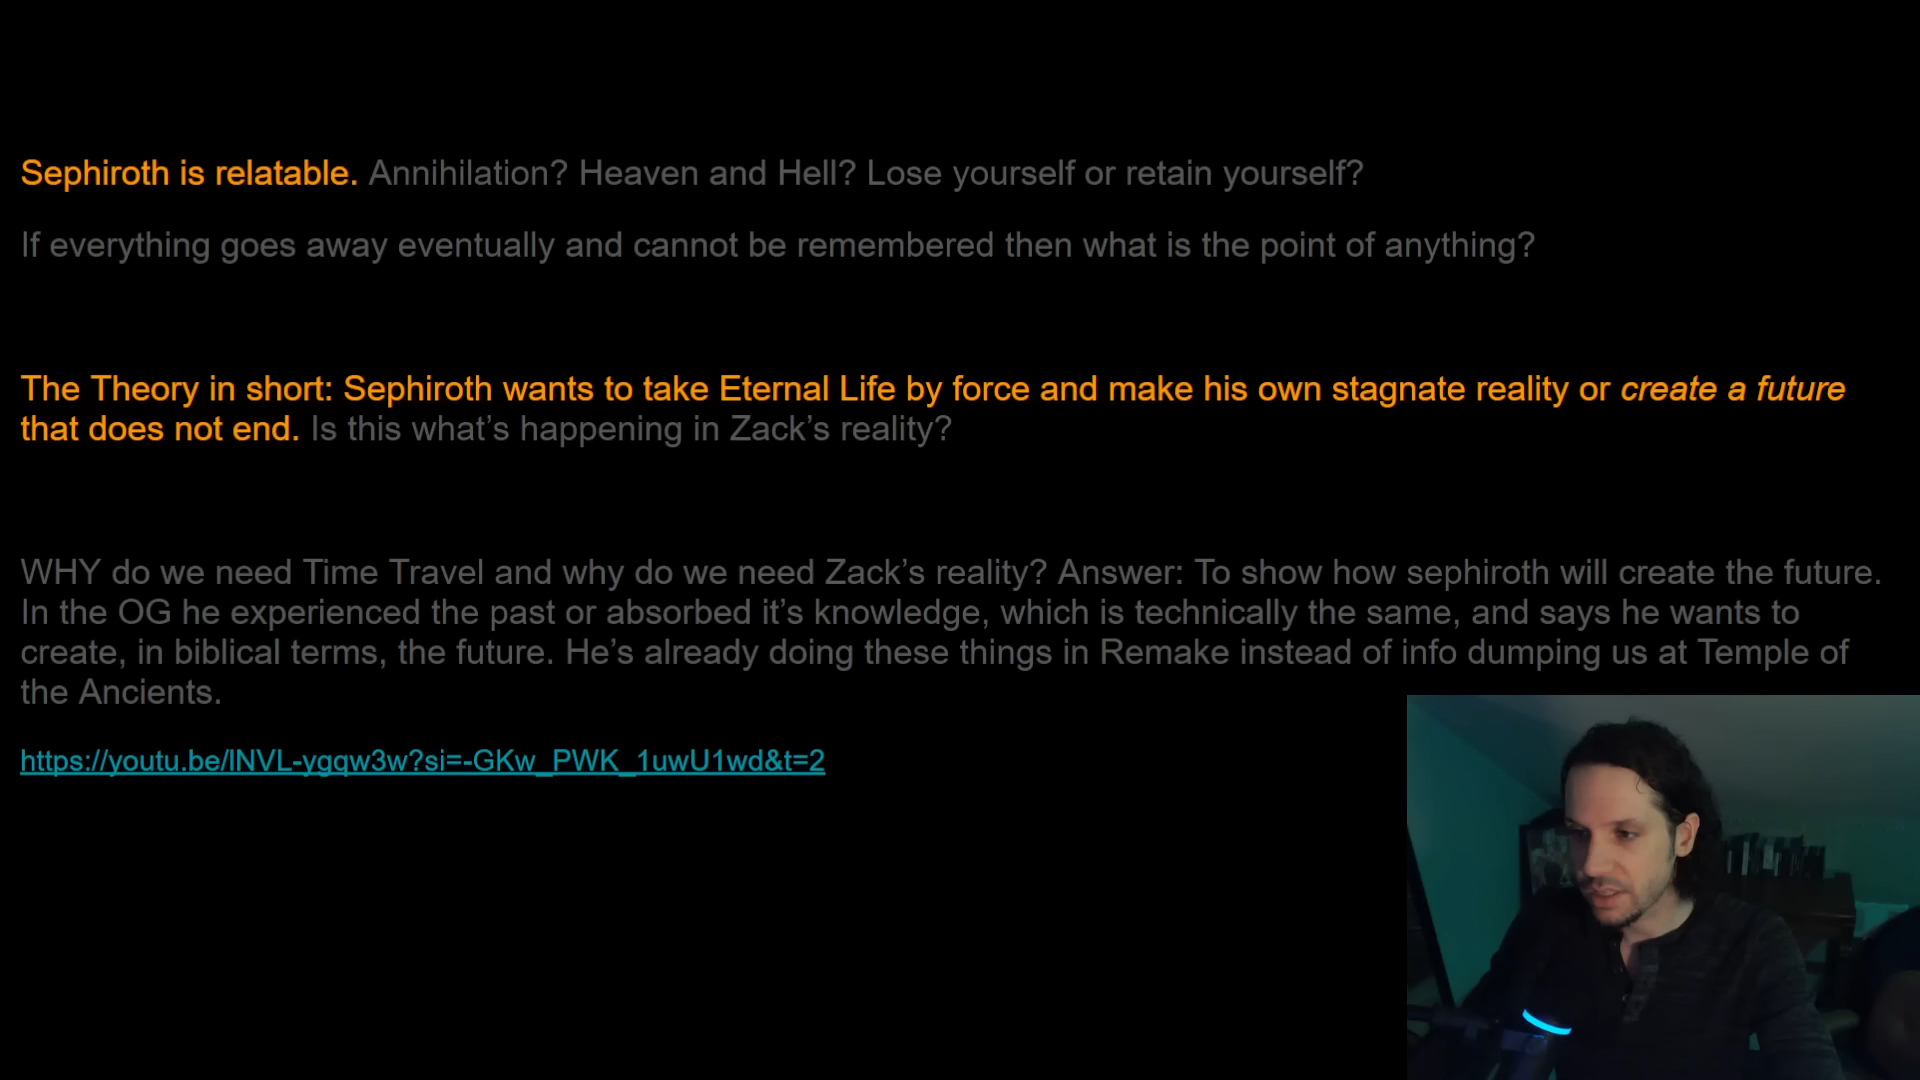 Sephiroth is relatable. Annihilation? Heaven and Hell? Lose yourself or retain yourself?
If everything goes away eventually and cannot be remembered then what is the point of anything?
The Theory in short: Sephiroth wants to take Eternal Life by force and make his own stagnate reality or create a future
that does not end. Is this what’s happening in Zack’s reality?
WHY do we need Time Travel and why do we need Zack’s reality? Answer: To show how sephiroth will create the future.
In the OG he experienced the past or absorbed it’s knowledge, which is technically the same, and says he wants to
create, in biblical terms, the future. He’s already doing these things in Remake instead of info dumping us at Temple of
the Ancients.
https://youtu.be/lNVL-ygqw3w?si=-GKw_PWK_1uwU1wd&t=2